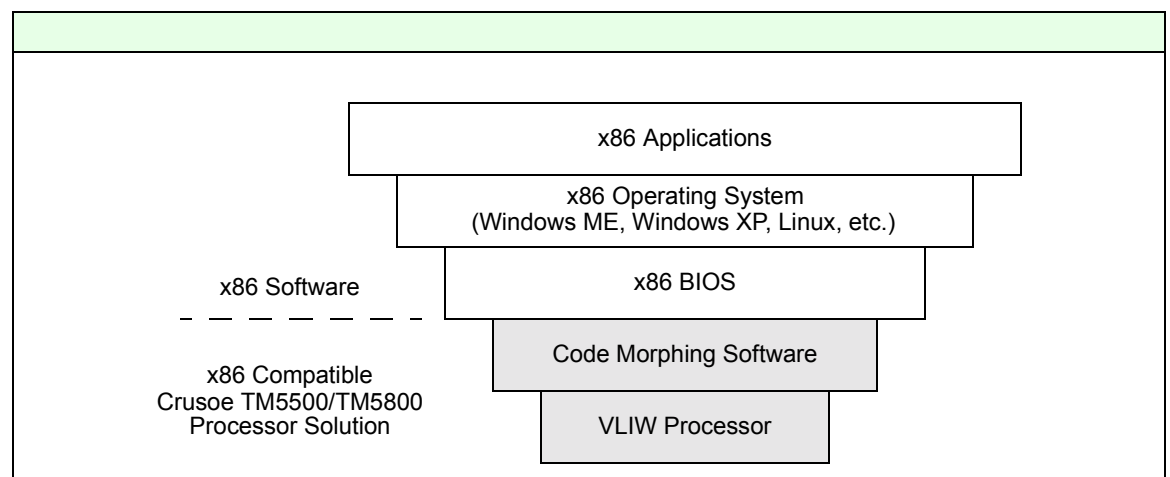 x86 Applications
x86 Operating System
(Windows ME, Windows XP, Linux, etc.)
x86 BIOS
x86 Software
Code Morphing Software
x86 Compatible
Crusoe TM5500/TM5800
Processor Solution
VLIW Processor